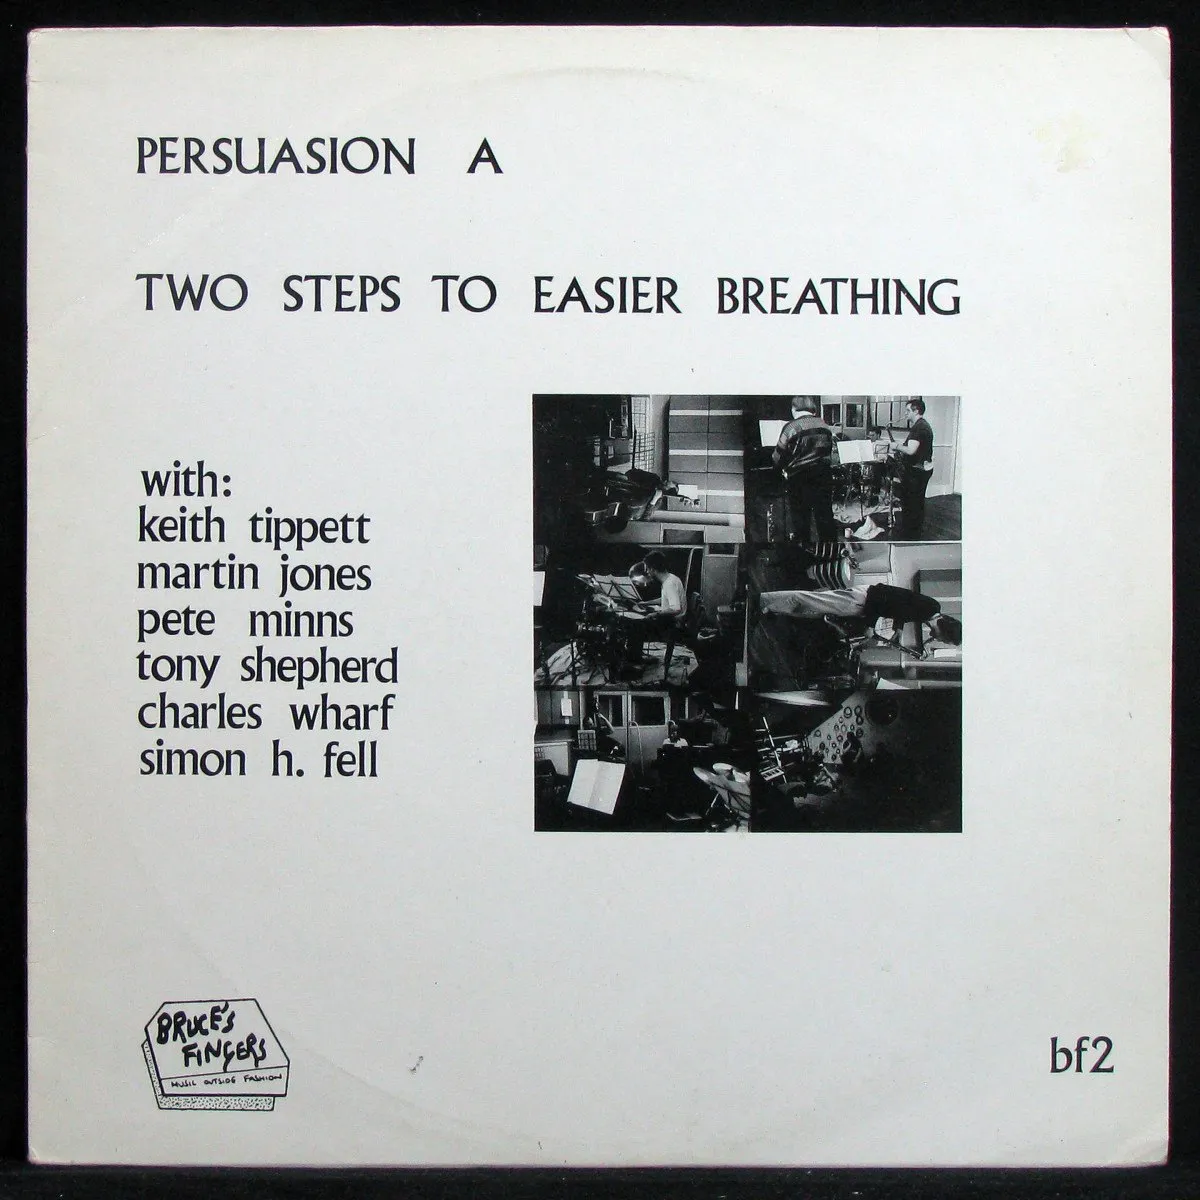 PERSUASION A
TWO STEPS TO EASIER BREATHING
with:
keith tippett
martin jones
pete minns
tony shepherd
charles wharf
simon h. fell
BRUCE'S
FINGERS
MUSIC OUTSIDE FASHION
bf2